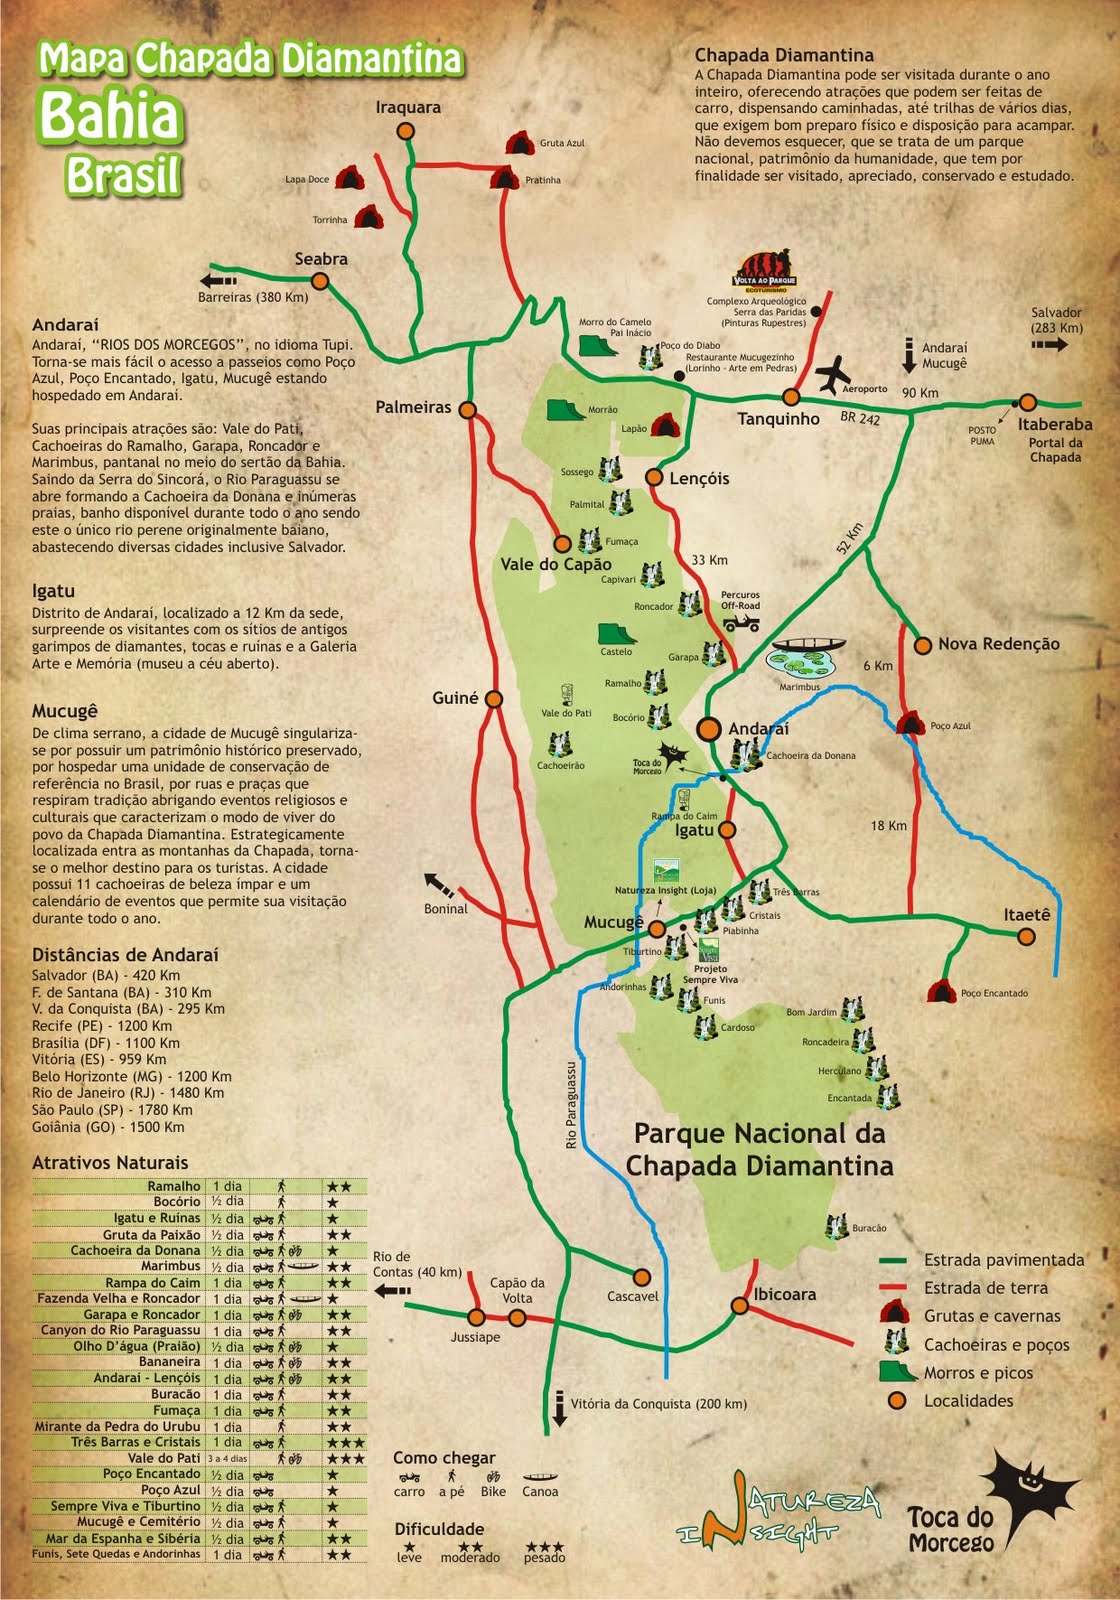 Mapa Chapada Diamantina
Bahia
Brasil
Chapada Diamantina
A Chapada Diamantina pode ser visitada durante o ano
inteiro, oferecendo atrações que podem ser feitas de
carro, dispensando caminhadas, até trilhas de vários dias,
que exigem bom preparo físico e disposição para acampar.
Não devemos esquecer, que se trata de um parque
nacional, patrimônio da humanidade, que tem por
finalidade ser visitado, apreciado, conservado e estudado.
Iraquara
Gruta Azul
Lapa Doce
Pratinha
Torrinha
Seabra
Barreiras (380 Km)
VOLTA AO PARQUE
ECOTURISMO
Complexo Arqueológico
Serra das Paridas
(Pinturas Rupestres)
Salvador
(283 Km)
Morro do Camelo
Pai Inácio
Poço do Diabo
Restaurante Mucugezinho
(Lorinho - Arte em Pedras)
Andaraí
Mucugê
Aeroporto
90 Km
Andaraí
Andaraí, ‘‘RIOS DOS MORCEGOS’’, no idioma Tupi.
Torna-se mais fácil o acesso a passeios como Poço
Azul, Poço Encantado, Igatu, Mucugê estando
hospedado em Andaraí.
Suas principais atrações são: Vale do Pati,
Cachoeiras do Ramalho, Garapa, Roncador e
Marimbus, pantanal no meio do sertão da Bahia.
Saindo da Serra do Sincorá, o Rio Paraguassu se
abre formando a Cachoeira da Donana e inúmeras
praias, banho disponível durante todo o ano sendo
este o único rio perene originalmente baiano,
abastecendo diversas cidades inclusive Salvador.
Igatu
Distrito de Andaraí, localizado a 12 Km da sede,
surpreende os visitantes com os sítios de antigos
garimpos de diamantes, tocas e ruínas e a Galeria
Arte e Memória (museu a céu aberto).
Mucugê
De clima serrano, a cidade de Mucugê singulariza-
se por possuir um patrimônio histórico preservado,
por hospedar uma unidade de conservação de
referência no Brasil, por ruas e praças que
respiram tradição abrigando eventos religiosos e
culturais que caracterizam o modo de viver do
povo da Chapada Diamantina. Estrategicamente
localizada entra as montanhas da Chapada, torna-
se o melhor destino para os turistas. A cidade
possui 11 cachoeiras de beleza ímpar e um
calendário de eventos que permite sua visitação
durante todo o ano.
Distâncias de Andaraí
Salvador (BA) - 420 Km
F. de Santana (BA) - 310 Km
V. da Conquista (BA) - 295 Km
Recife (PE) - 1200 Km
Brasília (DF) - 1100 Km
Vitória (ES) - 959 Km
Belo Horizonte (MG) - 1200 Km
Rio de Janeiro (RJ) - 1480 Km
São Paulo (SP) - 1780 Km
Goiânia (GO) - 1500 Km
Palmeiras
Morrão
Lapão
Tanquinho
BR 242
POSTO
PUMA
Itaberaba
Portal da
Chapada
Sossego
Lençóis
Palmital
Fumaça
Vale do Capão
52 Km
33 Km
Capivari
Roncador
Percuros
Off-Road
Castelo
Garapa
Marimbus
Nova Redenção
6 Km
Ramalho
Guiné
Vale do Pati
Bocório
Andaraí
Poço Azul
Cachoeirão
Toca do
Morcego
Cachoeira da Donana
Rampa do Caim
Igatu
18 Km
Natureza Insight (Loja)
Três Barras
Boninal
Cristais
Mucugê
Piabinha
Itaetê
Tiburtino
Projeto
Sempre Viva
Andorinhas
Funis
Poço Encantado
Cardoso
Bom Jardim
Roncadeira
Herculano
Encantada
Rio Paraguassu
Parque Nacional da
Chapada Diamantina
Buracão
Atrativos Naturais
Ramalho 1 dia ★★
Bocório ½ dia ★
Igatu e Ruínas ½ dia ★
Gruta da Paixão ½ dia ★★
Cachoeira da Donana ½ dia ★
Marimbus ½ dia ★★
Rampa do Caim 1 dia ★★
Fazenda Velha e Roncador 1 dia ★
Garapa e Roncador 1 dia ★★
Canyon do Rio Paraguassu 1 dia ★★
Olho D’água (Praião) ½ dia ★
Bananeira 1 dia ★★
Andaraí - Lençóis 1 dia ★★
Buracão 1 dia ★★
Fumaça 1 dia ★★
Mirante da Pedra do Urubu 1 dia ★★
Três Barras e Cristais 1 dia ★★★
Vale do Pati 3 a 4 dias ★★★
Poço Encantado ½ dia ★
Poço Azul ½ dia ★
Sempre Viva e Tiburtino ½ dia ★
Mucugê e Cemitério ½ dia ★
Mar da Espanha e Sibéria ½ dia ★★
Funis, Sete Quedas e Andorinhas 1 dia ★★
Rio de
Contas (40 km)
Capão da
Volta
Jussiape
Cascavel
Ibicoara
Vitória da Conquista (200 km)
Estrada pavimentada
Estrada de terra
Grutas e cavernas
Cachoeiras e poços
Morros e picos
Localidades
Como chegar
carro a pé Bike Canoa
Dificuldade
★ ★★ ★★★
leve moderado pesado
NATUREZA
INSIGHT
Toca do
Morcego